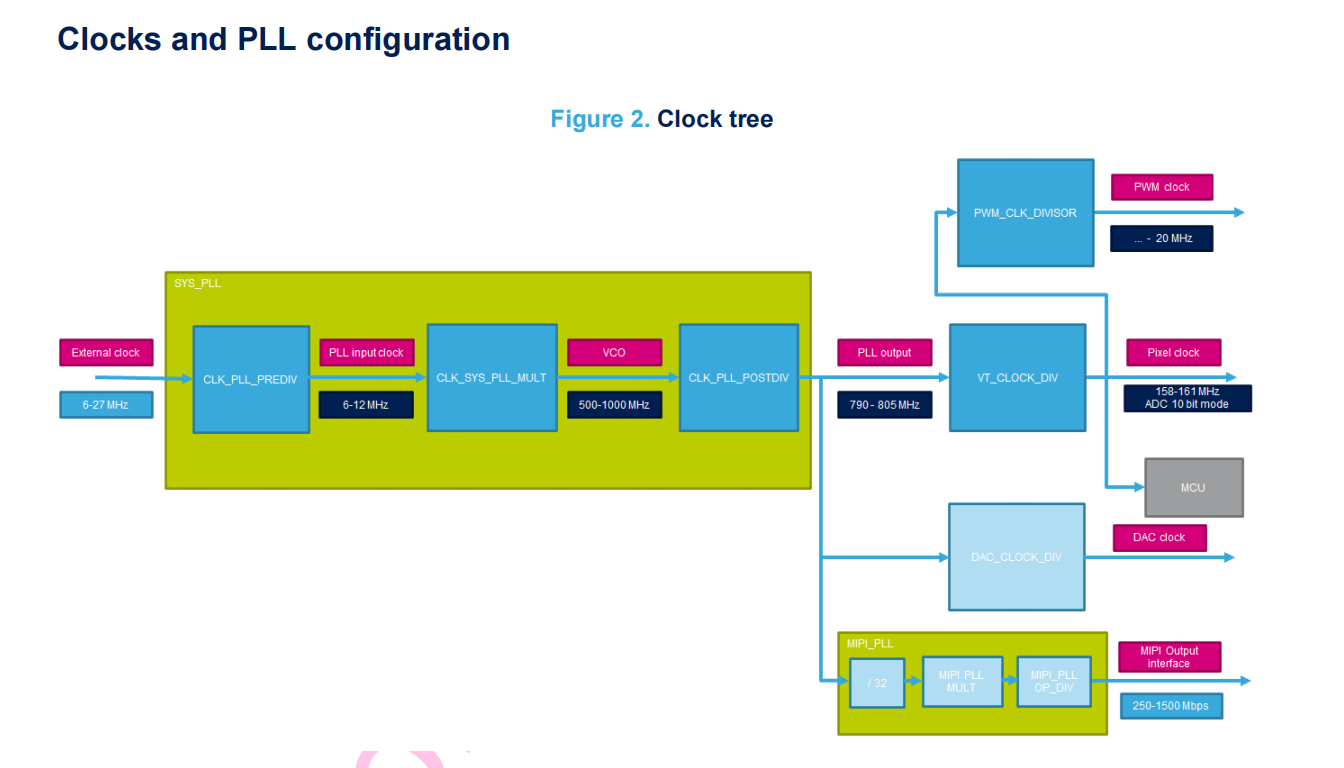 Clocks and PLL configuration
Figure 2. Clock tree
PWM_CLK_DIVISOR
PWM clock
... - 20 MHz
SYS_PLL
External clock
6-27 MHz
CLK_PLL_PREDIV
PLL input clock
6-12 MHz
CLK_SYS_PLL_MULT
VCO
500-1000 MHz
CLK_PLL_POSTDIV
PLL output
790 - 805 MHz
VT_CLOCK_DIV
Pixel clock
158-161 MHz
ADC 10 bit mode
MCU
DAC_CLOCK_DIV
DAC clock
MIPI_PLL
/ 32
MIPI PLL
MULT
MIPI_PLL
OP_DIV
MIPI Output
interface
250-1500 Mbps